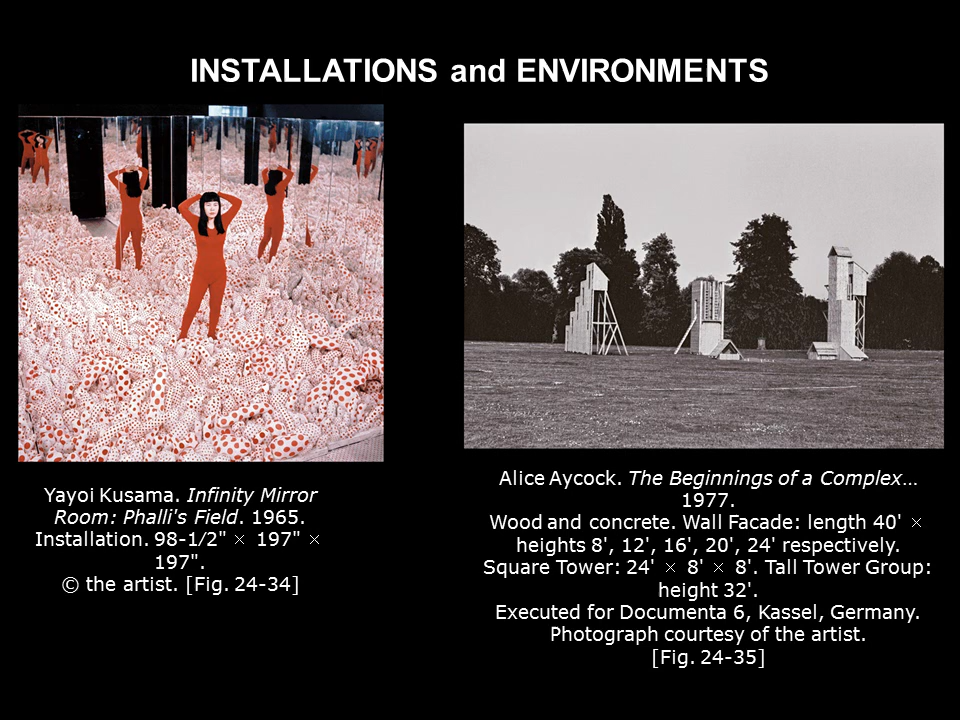 INSTALLATIONS and ENVIRONMENTS
Yayoi Kusama. Infinity Mirror
Room: Phalli's Field. 1965.
Installation. 98-1/2" × 197" ×
197".
© the artist. [Fig. 24-34]
Alice Aycock. The Beginnings of a Complex…
1977.
Wood and concrete. Wall Facade: length 40' ×
heights 8', 12', 16', 20', 24' respectively.
Square Tower: 24' × 8' × 8'. Tall Tower Group:
height 32'.
Executed for Documenta 6, Kassel, Germany.
Photograph courtesy of the artist.
[Fig. 24-35]